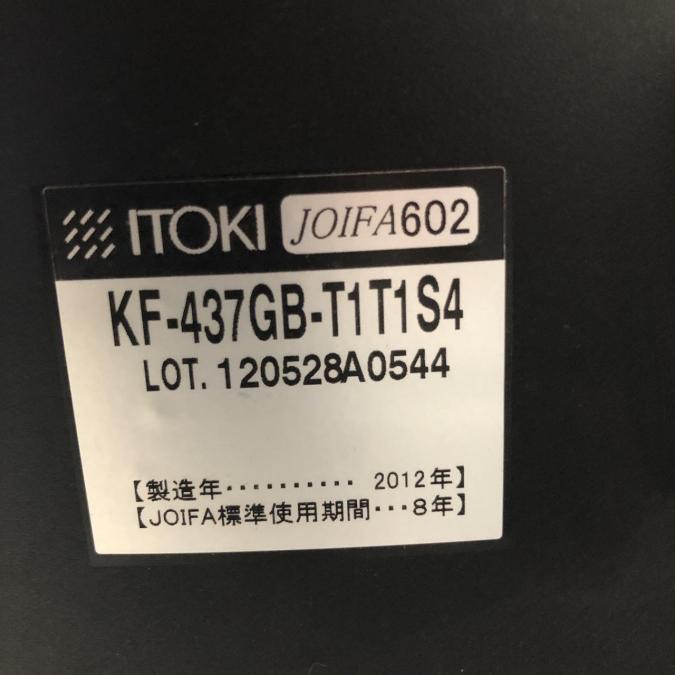 ITOKI JOIFA602
KF-437GB-T1T1S4
LOT. 120528A0544
【製造年・・・・・・・・・・ 2012年】
【JOIFA標準使用期間・・・8年】